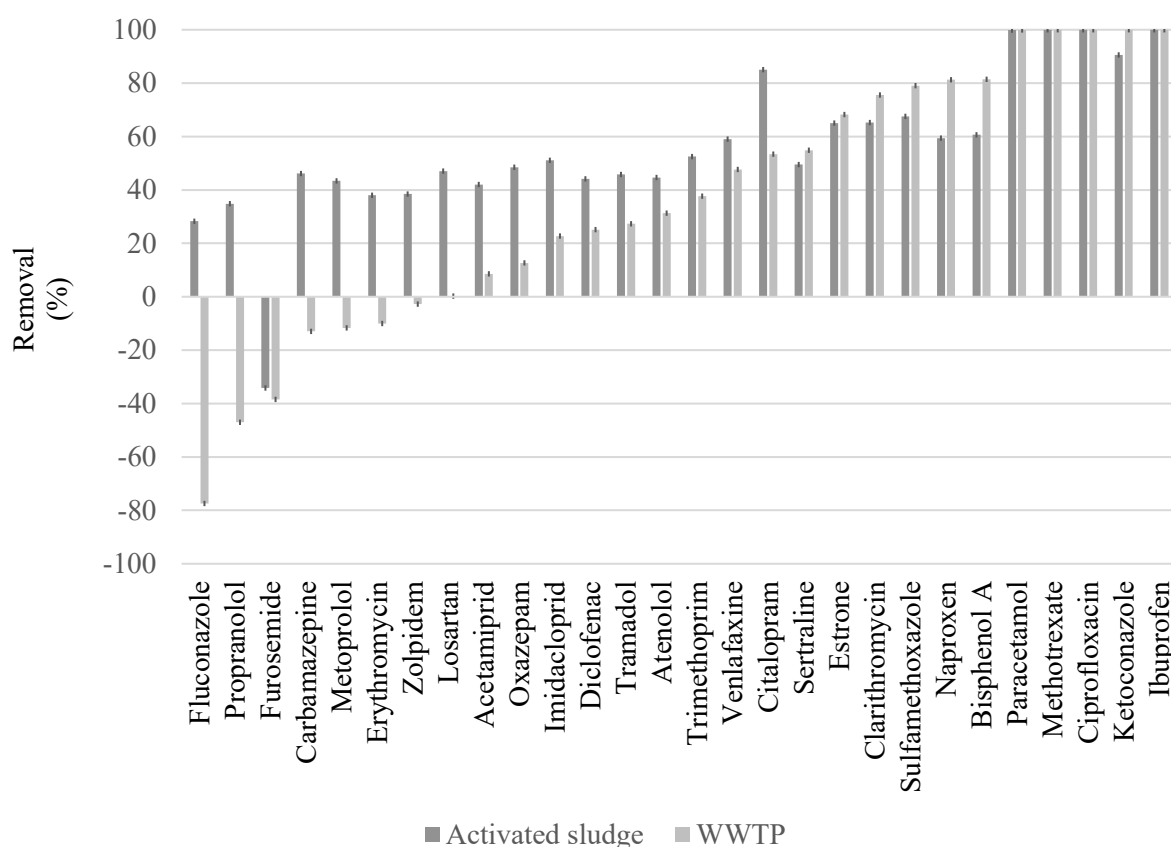 100
80
60
40
20
0
-20
-40
-60
-80
-100
Removal
(%)
Fluconazole
Propranolol
Furosemide
Carbamazepine
Metoprolol
Erythromycin
Zolpidem
Losartan
Acetamiprid
Oxazepam
Imidacloprid
Diclofenac
Tramadol
Atenolol
Trimethoprim
Venlafaxine
Citalopram
Sertraline
Estrone
Clarithromycin
Sulfamethoxazole
Naproxen
Bisphenol A
Paracetamol
Methotrexate
Ciprofloxacin
Ketoconazole
Ibuprofen
Activated sludge WWTP